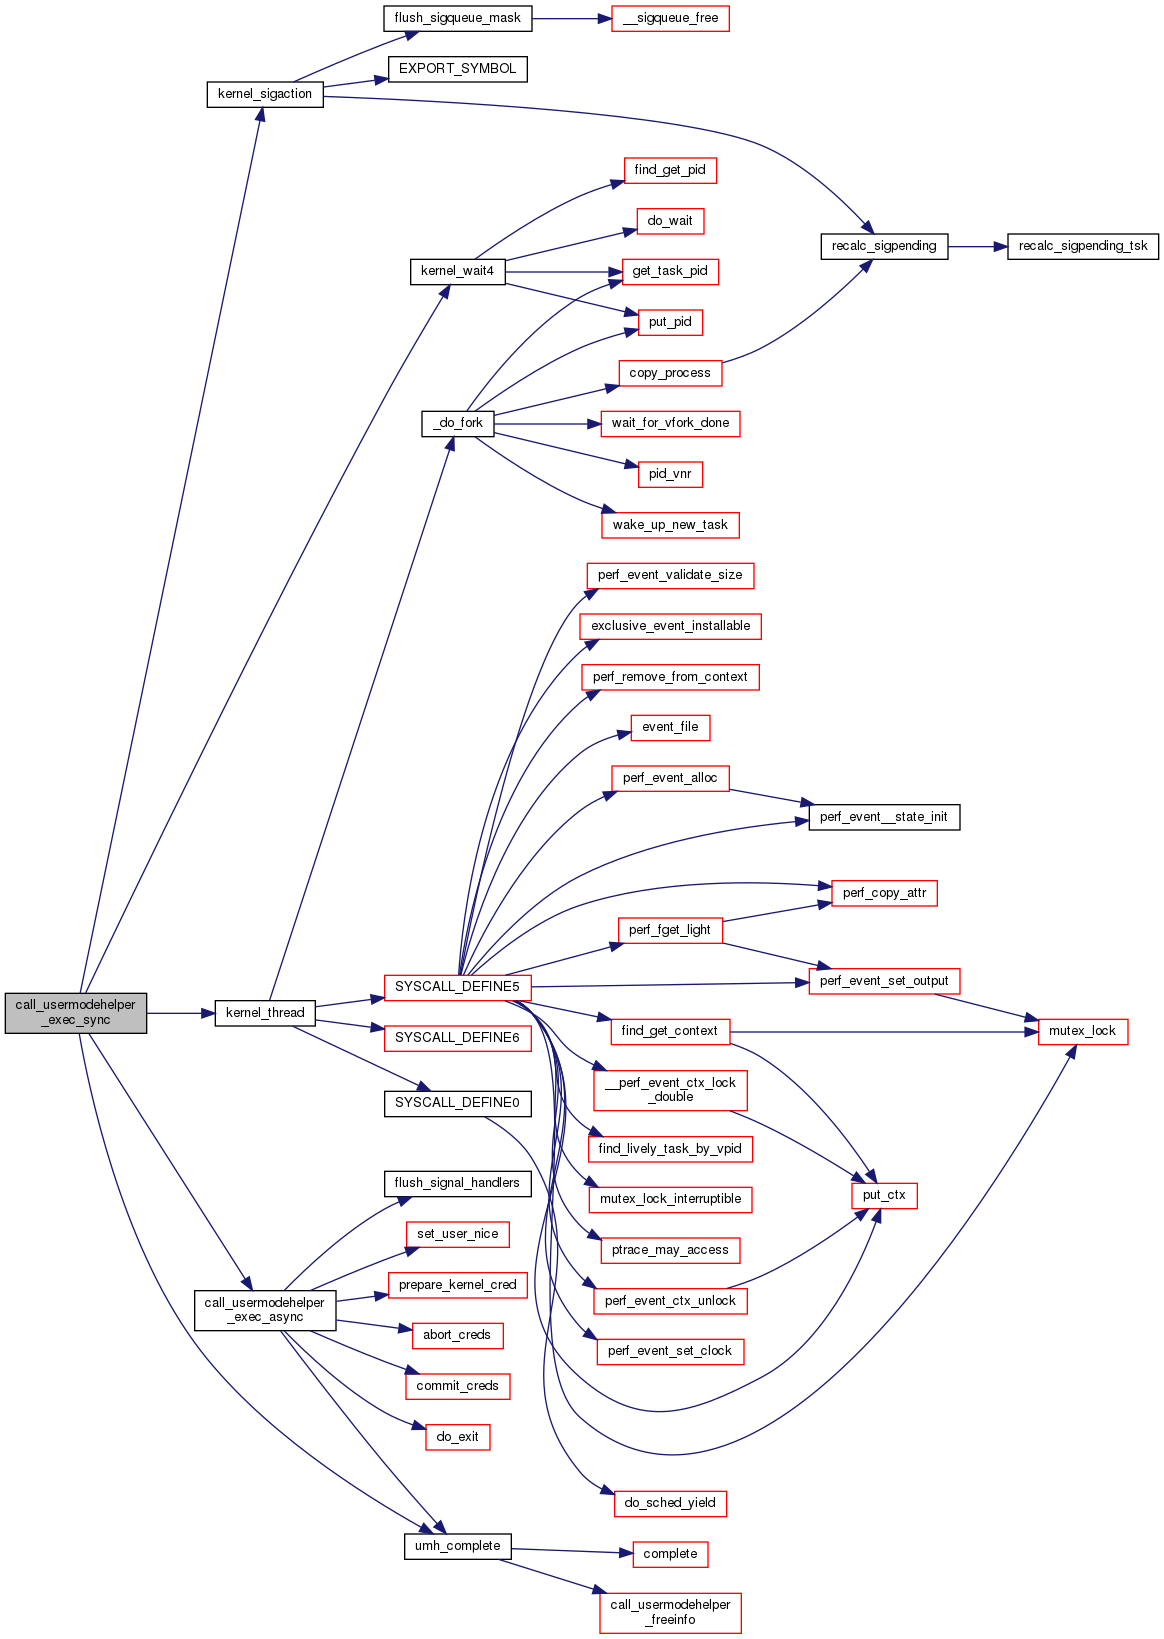 flush_sigqueue_mask
__sigqueue_free
EXPORT_SYMBOL
kernel_sigaction
find_get_pid
do_wait
recalc_sigpending
recalc_sigpending_tsk
kernel_wait4
get_task_pid
put_pid
copy_process
_do_fork
wait_for_vfork_done
pid_vnr
wake_up_new_task
perf_event_validate_size
exclusive_event_installable
perf_remove_from_context
event_file
perf_event_alloc
perf_event__state_init
perf_copy_attr
perf_fget_light
perf_event_set_output
SYSCALL_DEFINE5
call_usermodehelper
_exec_sync
kernel_thread
find_get_context
mutex_lock
SYSCALL_DEFINE6
__perf_event_ctx_lock
_double
SYSCALL_DEFINE0
find_lively_task_by_vpid
flush_signal_handlers
mutex_lock_interruptible
put_ctx
set_user_nice
ptrace_may_access
prepare_kernel_cred
perf_event_ctx_unlock
call_usermodehelper
_exec_async
abort_creds
perf_event_set_clock
commit_creds
do_exit
do_sched_yield
umh_complete
complete
call_usermodehelper
_freeinfo